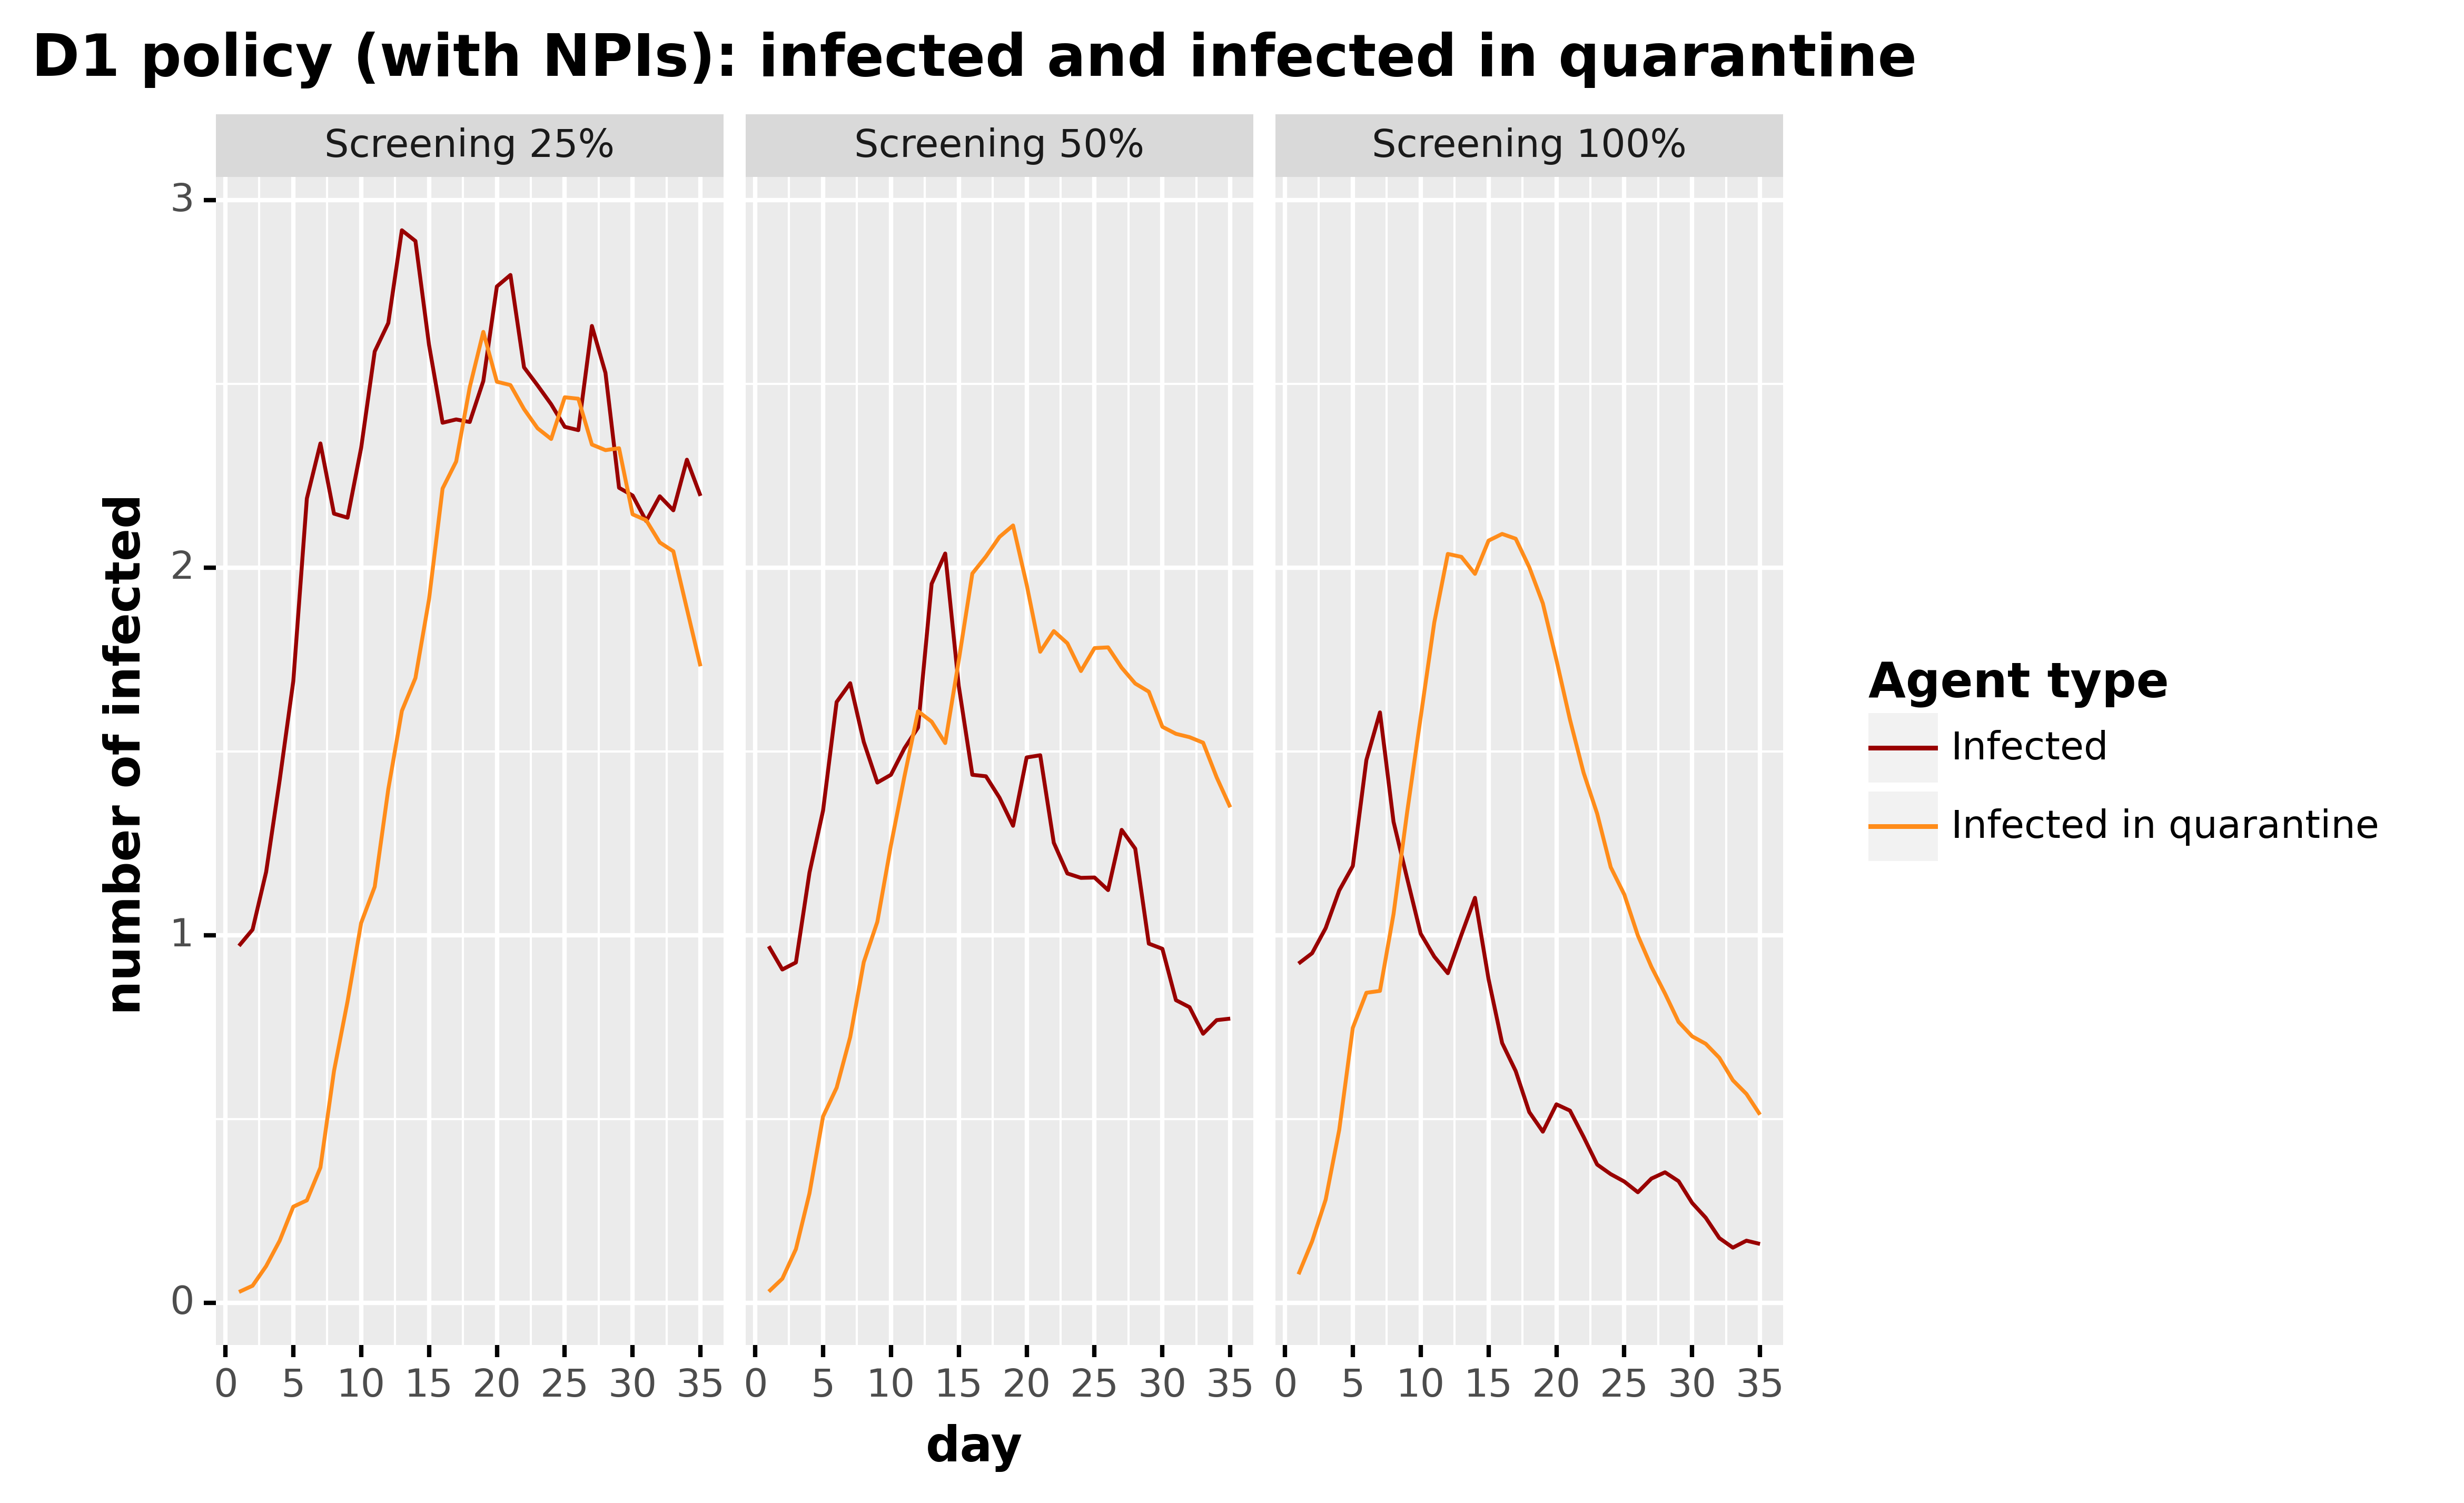 D1 policy (with NPIs): infected and infected in quarantine
Screening 25%
Screening 50%
Screening 100%
3
2
1
0
number of infected
0 5 10 15 20 25 30 35
0 5 10 15 20 25 30 35
0 5 10 15 20 25 30 35
day
Agent type
Infected
Infected in quarantine